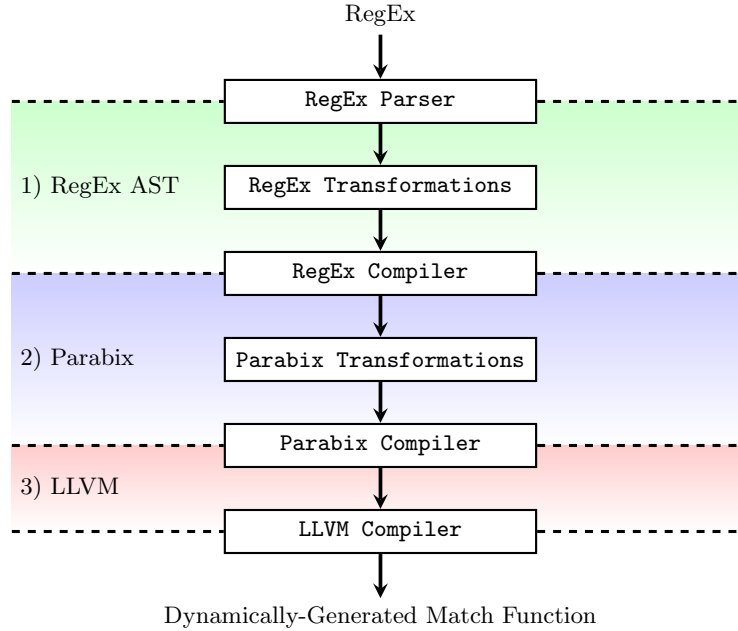 RegEx
RegEx Parser
1) RegEx AST
RegEx Transformations
RegEx Compiler
2) Parabix
Parabix Transformations
Parabix Compiler
3) LLVM
LLVM Compiler
Dynamically-Generated Match Function